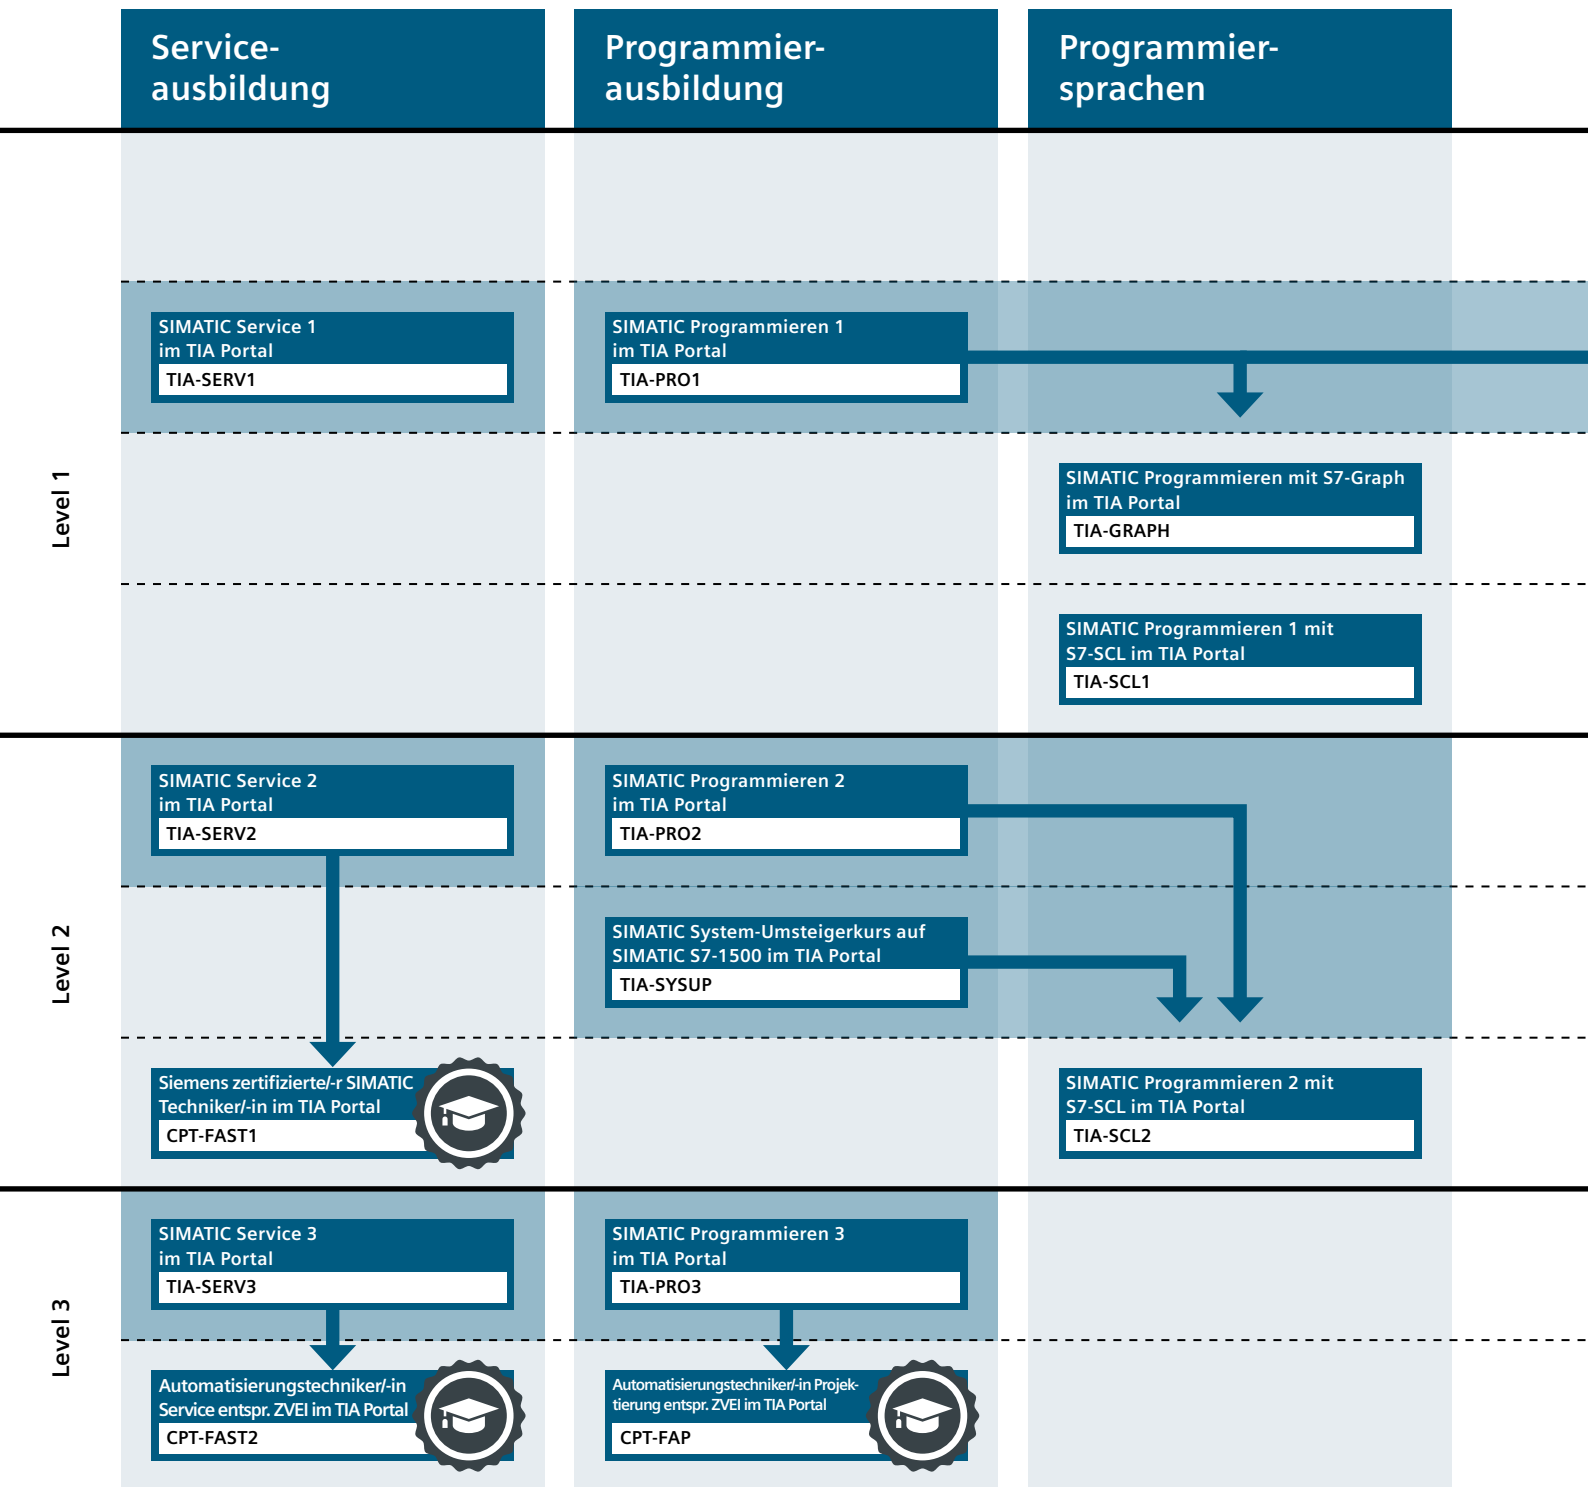 Service-
ausbildung
Programmier-
ausbildung
Programmier-
sprachen
Level 1
SIMATIC Service 1
im TIA Portal
TIA-SERV1
SIMATIC Programmieren 1
im TIA Portal
TIA-PRO1
SIMATIC Programmieren mit S7-Graph
im TIA Portal
TIA-GRAPH
SIMATIC Programmieren 1 mit
S7-SCL im TIA Portal
TIA-SCL1
Level 2
SIMATIC Service 2
im TIA Portal
TIA-SERV2
SIMATIC Programmieren 2
im TIA Portal
TIA-PRO2
SIMATIC System-Umsteigerkurs auf
SIMATIC S7-1500 im TIA Portal
TIA-SYSUP
Siemens zertifizierte/-r SIMATIC
Techniker/-in im TIA Portal
CPT-FAST1
SIMATIC Programmieren 2 mit
S7-SCL im TIA Portal
TIA-SCL2
Level 3
SIMATIC Service 3
im TIA Portal
TIA-SERV3
SIMATIC Programmieren 3
im TIA Portal
TIA-PRO3
Automatisierungstechniker/-in
Service entspr. ZVEI im TIA Portal
CPT-FAST2
Automatisierungstechniker/-in Projek-
tierung entspr. ZVEI im TIA Portal
CPT-FAP